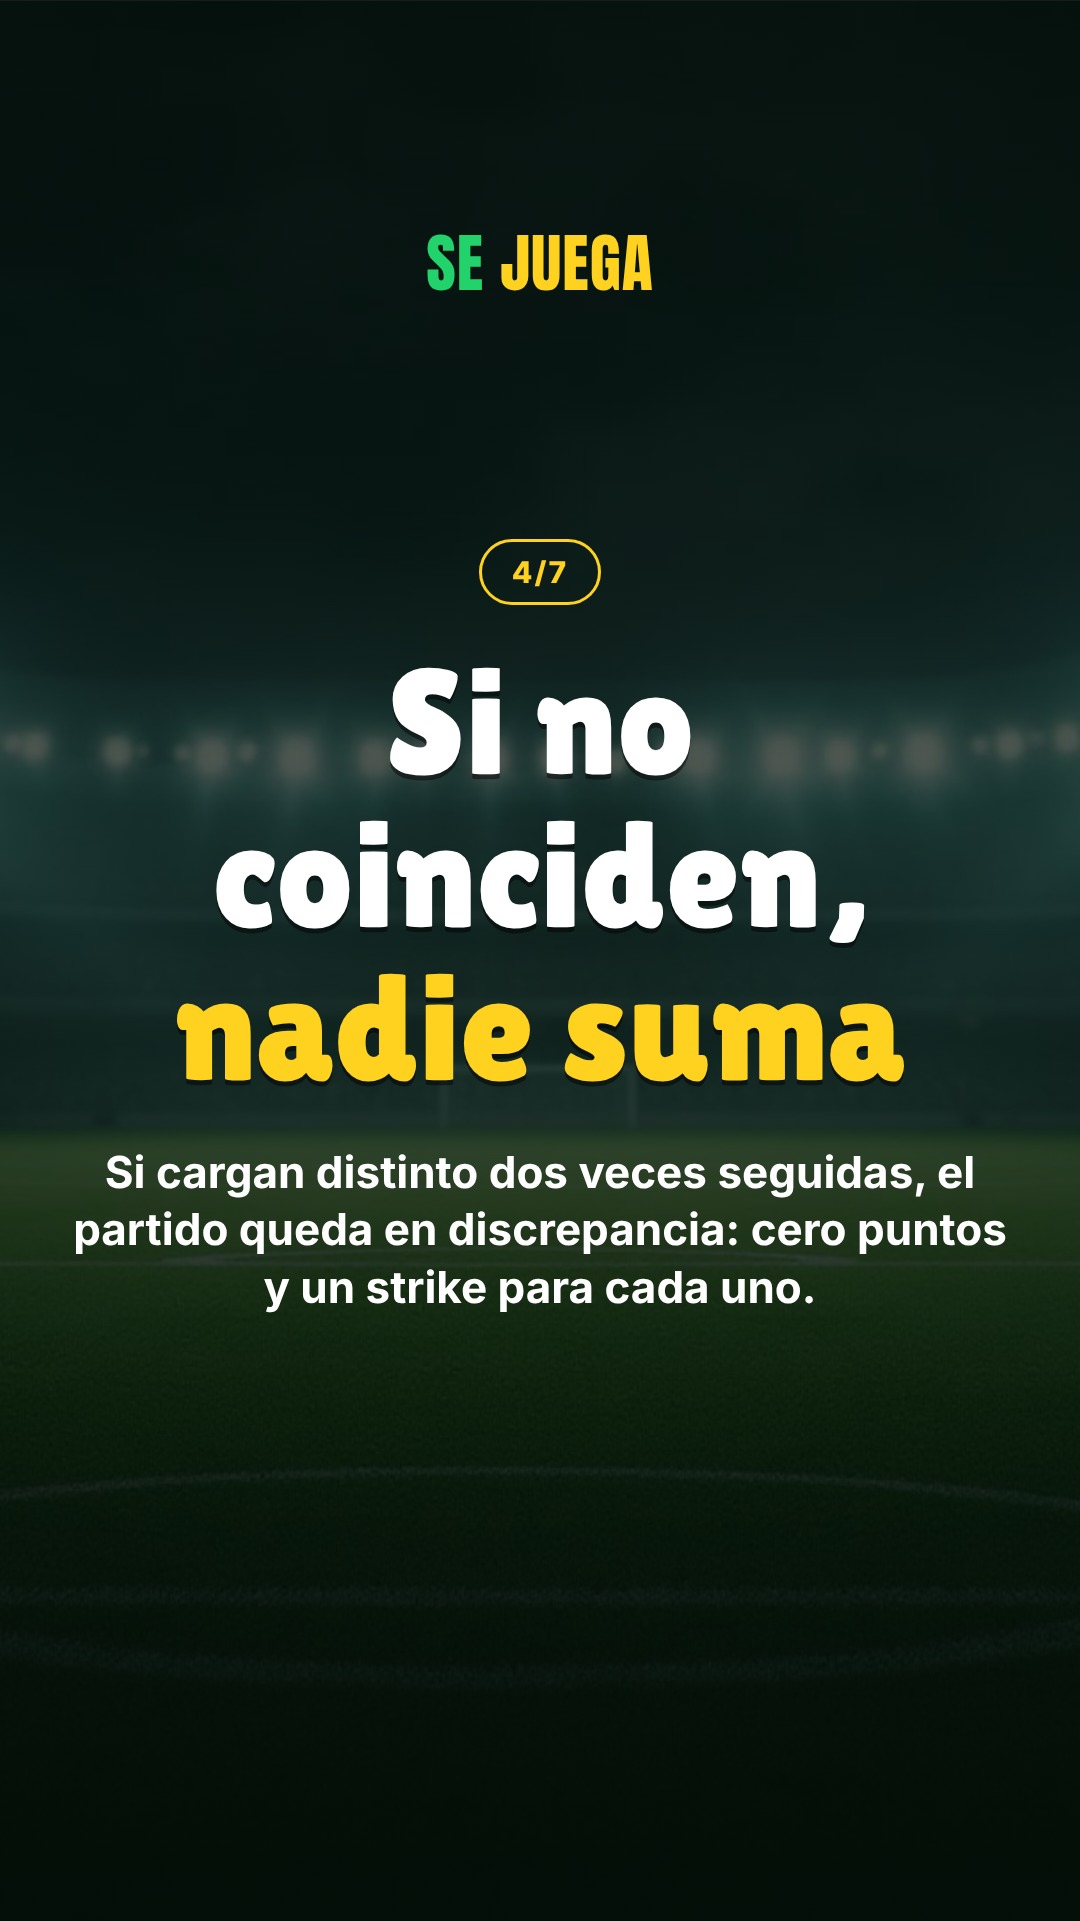 SE JUEGA
4/7
Si no
coinciden,
nadie suma
Si cargan distinto dos veces seguidas, el
partido queda en discrepancia: cero puntos
y un strike para cada uno.